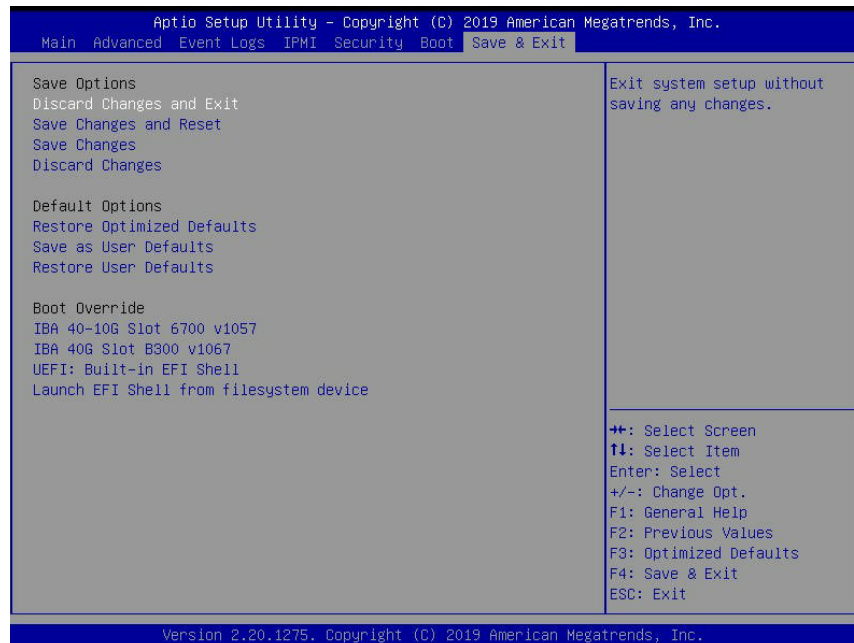 Aptio Setup Utility – Copyright (C) 2019 American Megatrends, Inc.
Main Advanced Event Logs IPMI Security Boot Save & Exit
Save Options
Discard Changes and Exit
Save Changes and Reset
Save Changes
Discard Changes
Default Options
Restore Optimized Defaults
Save as User Defaults
Restore User Defaults
Boot Override
IBA 40-10G Slot 6700 v1057
IBA 40G Slot B300 v1067
UEFI: Built-in EFI Shell
Launch EFI Shell from filesystem device
Exit system setup without
saving any changes.
→←: Select Screen
↑↓: Select Item
Enter: Select
+/-: Change Opt.
F1: General Help
F2: Previous Values
F3: Optimized Defaults
F4: Save & Exit
ESC: Exit
Version 2.20.1275. Copyright (C) 2019 American Megatrends, Inc.